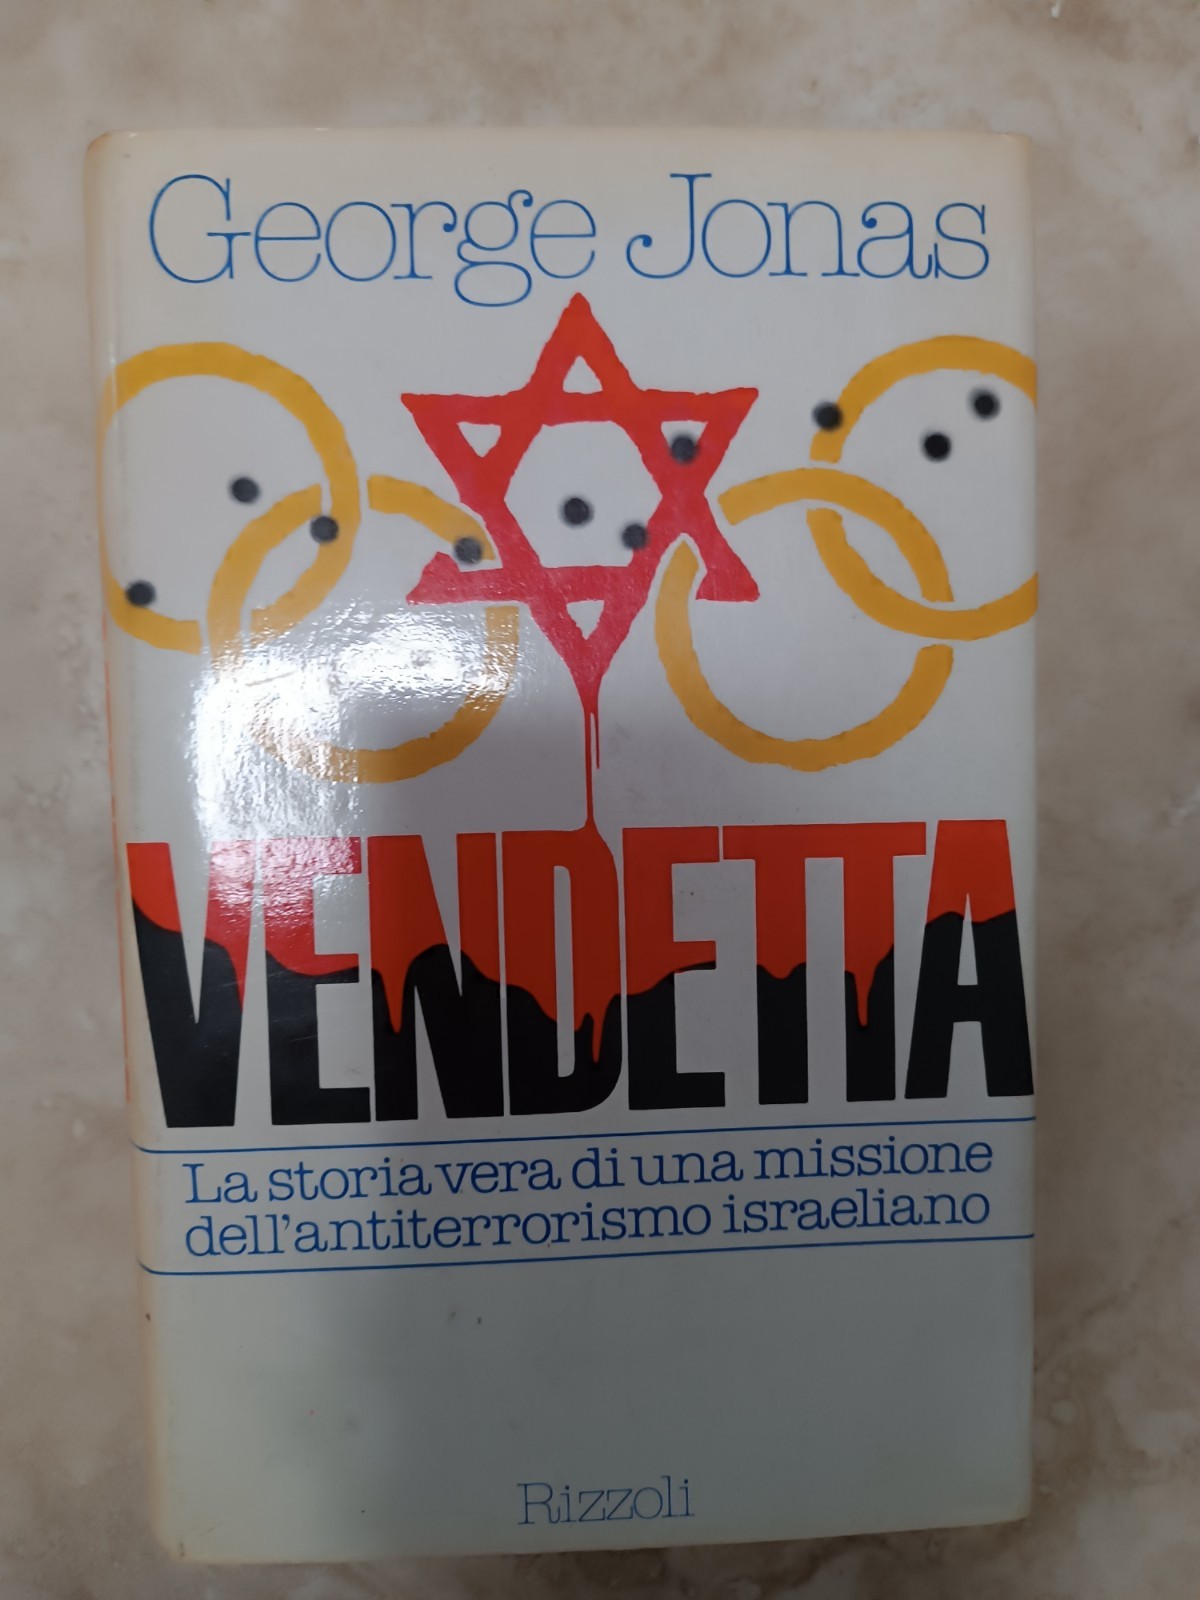 George Jonas
VENDETTA
La storia vera di una missione
dell'antiterrorismo israeliano
Rizzoli